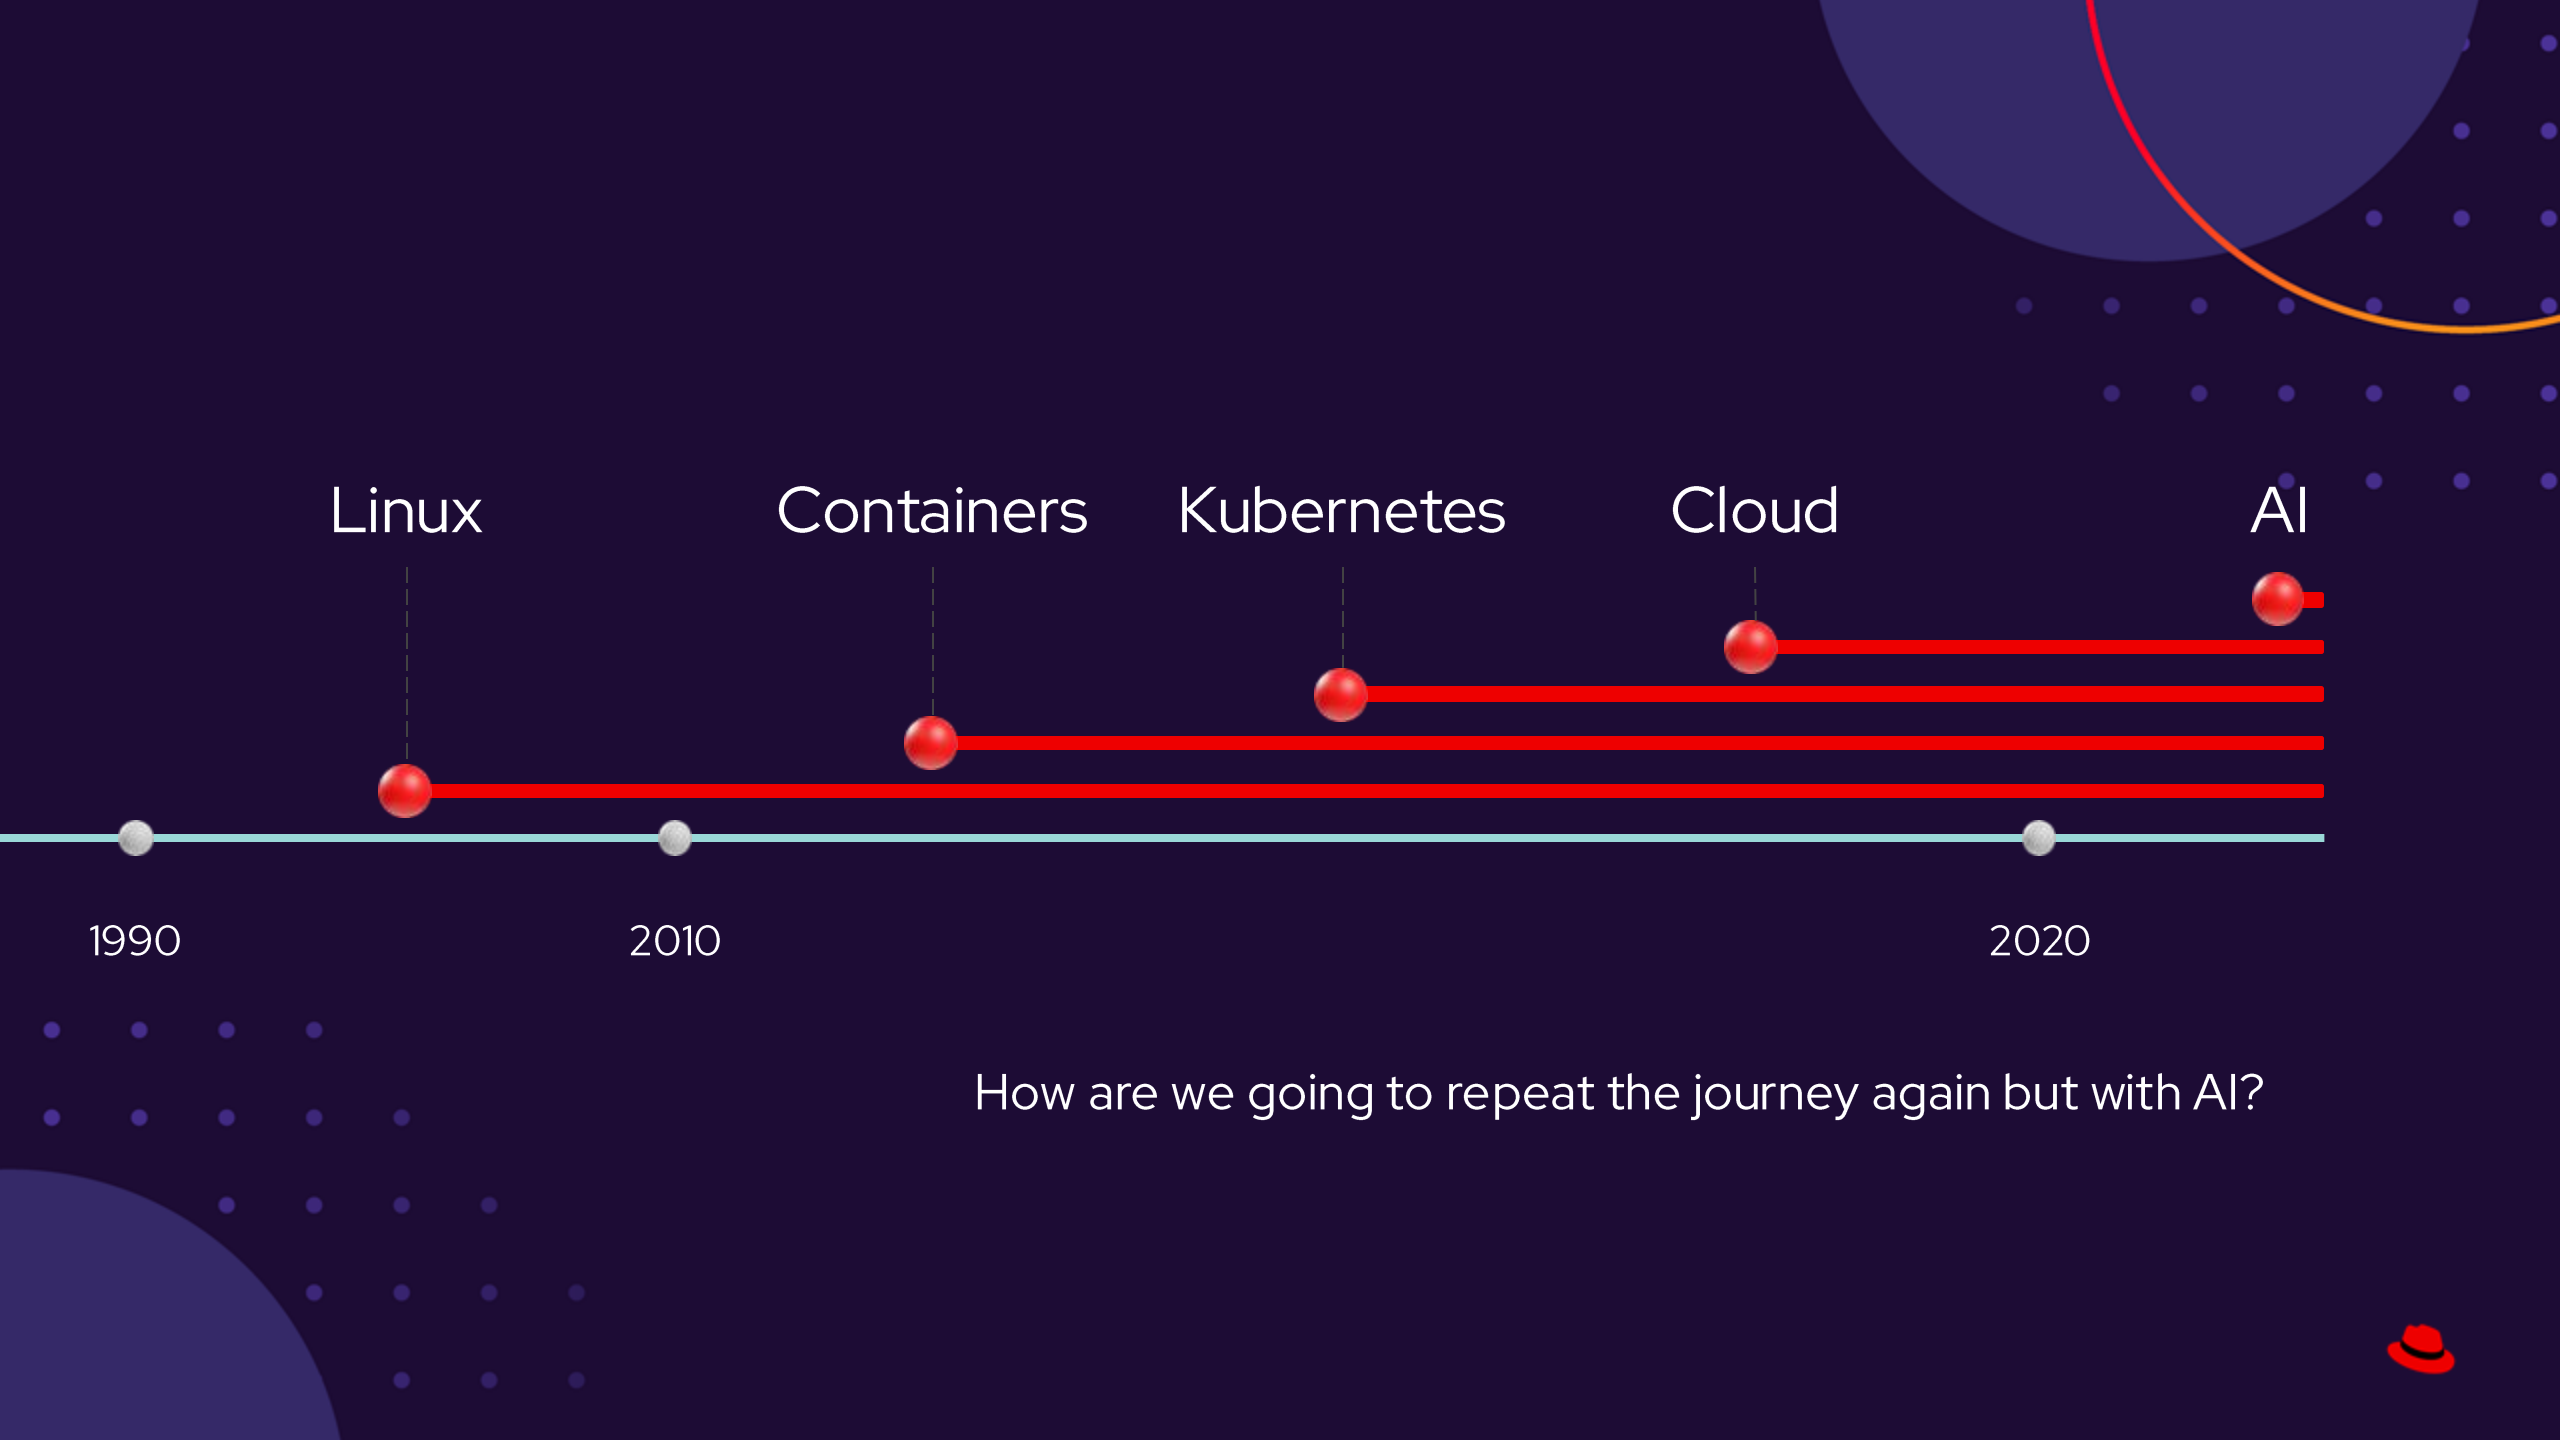 Linux
Containers
Kubernetes
Cloud
AI
1990
2010
2020
How are we going to repeat the journey again but with AI?